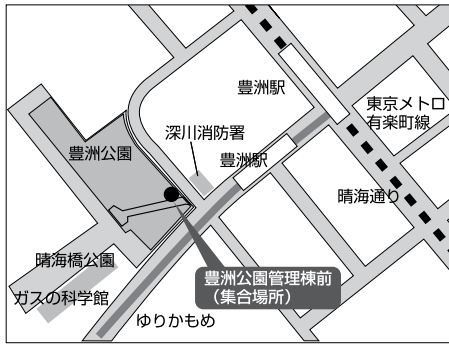 豊洲駅
東京メトロ
有楽町線
深川消防署
豊洲公園
豊洲駅
晴海通り
晴海橋公園
豊洲公園管理棟前
（集合場所）
ガスの科学館
ゆりかもめ